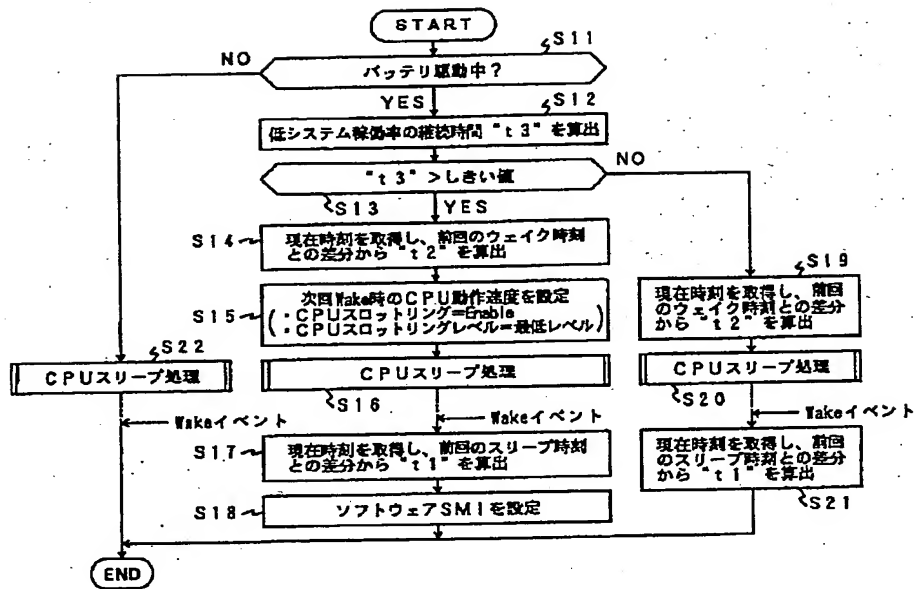 START
S11
NO
バッテリ駆動中?
YES
S12
低システム稼働率の継続時間 "t3" を算出
NO
"t3">しきい値
S13
YES
S14
現在時刻を取得し、前回のウェイク時刻
との差分から"t2"を算出
S15
次回Wake時のCPU動作速度を設定
(・CPUスロットリング=Enable
・CPUスロットリングレベル=最低レベル)
S19
現在時刻を取得し、前回
のウェイク時刻との差分
から"t2"を算出
S22
CPUスリープ処理
CPUスリープ処理
S16
CPUスリープ処理
S20
Wakeイベント
Wakeイベント
Wakeイベント
S17
現在時刻を取得し、前回のスリープ時刻
との差分から"t1"を算出
現在時刻を取得し、前回
のスリープ時刻との差分
から"t1"を算出
S21
S18
ソフトウェアSMIを設定
END